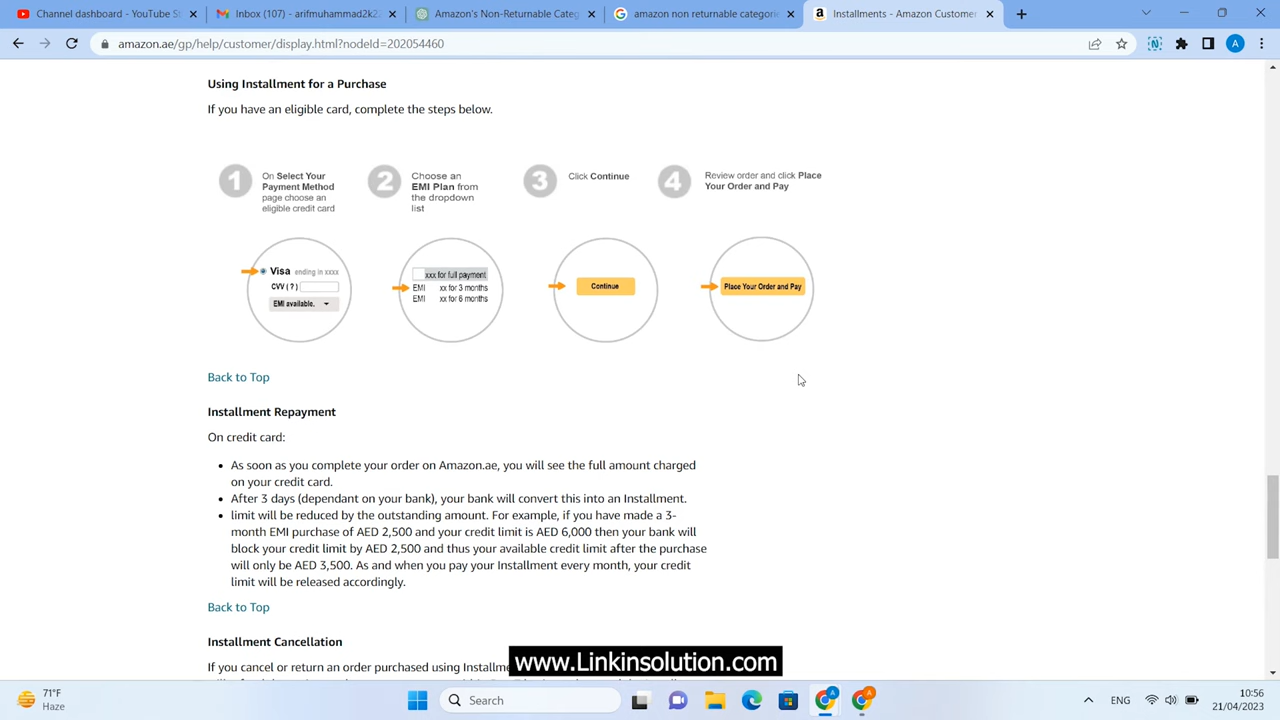 Channel dashboard - YouTube St
Inbox (107) - arifmuhammad2k2
Amazon's Non-Returnable Categ
amazon non returnable categorie
Installments - Amazon Customer
amazon.ae/gp/help/customer/display.html?nodeId=202054460
A
Using Installment for a Purchase
If you have an eligible card, complete the steps below.
1
On Select Your
Payment Method
page choose an
eligible credit card
2
Choose an
EMI Plan from
the dropdown
list
3
Click Continue
4
Review order and click Place
Your Order and Pay
Visa ending in xxxx
CVV ( ? )
EMI available.
xxx for full payment
EMI xx for 3 months
EMI xx for 6 months
Continue
Place Your Order and Pay
Back to Top
Installment Repayment
On credit card:
As soon as you complete your order on Amazon.ae, you will see the full amount charged
on your credit card.
After 3 days (dependant on your bank), your bank will convert this into an Installment.
limit will be reduced by the outstanding amount. For example, if you have made a 3-
month EMI purchase of AED 2,500 and your credit limit is AED 6,000 then your bank will
block your credit limit by AED 2,500 and thus your available credit limit after the purchase
will only be AED 3,500. As and when you pay your Installment every month, your credit
limit will be released accordingly.
Back to Top
Installment Cancellation
If you cancel or return an order purchased using Installme
www.Linkinsolution.com
71°F
Haze
Search
ENG
10:56
21/04/2023